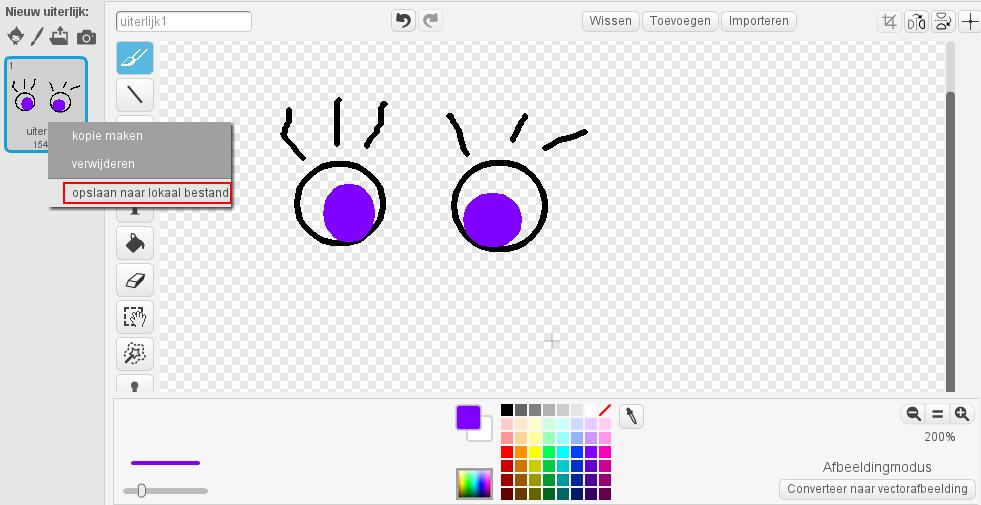 Nieuw uiterlijk:
uiterlijk1
Wissen
Toevoegen
Importeren
1
uiter
154
kopie maken
verwijderen
opslaan naar lokaal bestand
T
200%
Afbeeldingmodus
Converteer naar vectorafbeelding